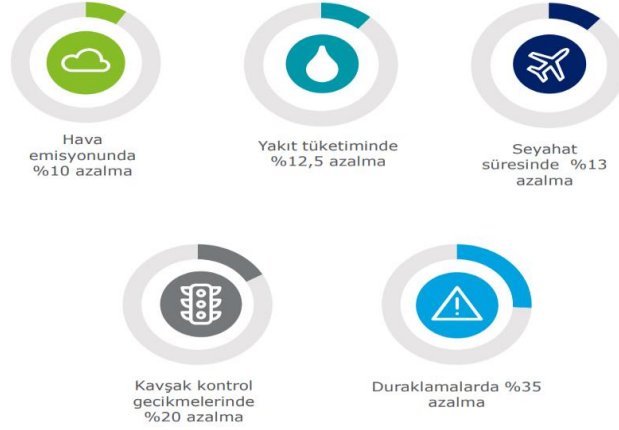 Hava
emisyonunda
%10 azalma
Yakıt tüketiminde
%12,5 azalma
Seyahat
süresinde %13
azalma
Kavşak kontrol
gecikmelerinde
%20 azalma
Duraklamalarda %35
azalma